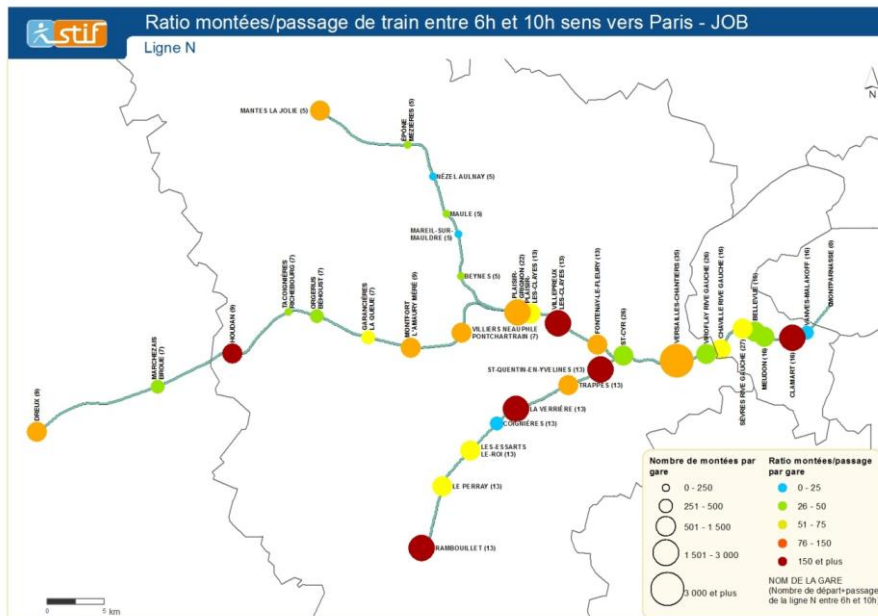 stif
Ratio montées/passage de train entre 6h et 10h sens vers Paris - JOB
Ligne N
N
MANTES LA JOLIE (5)
ÉPÔNE
MEZIÈRES (5)
NÉZEL AULNAY (5)
MAULE (5)
MAREIL-SUR-
MAULDRE (5)
BEYNES (5)
DREUX (9)
MARCHEZAIS
BROUE (7)
HOUDAN (9)
TACOIGNIÈRES
RICHEBOURG (7)
ORGERUS
BÉHOUST (7)
GARANCIÈRES
LA QUEUE (7)
MONTFORT
L'AMAURY MÉRÉ (9)
VILLIERS NEAUPHLE
PONTCHARTRAIN (7)
PLAISIR-
GRIGNON (22)
PLAISIR-
LES-CLAYES (13)
VILLEPREUX
LES-CLAYES (13)
FONTENAY-LE-FLEURY (13)
ST-CYR (26)
VERSAILLES-CHANTIERS (35)
VIROFLAY RIVE GAUCHE (26)
CHAVILLE RIVE GAUCHE (16)
SÈVRES RIVE GAUCHE (27)
BELLEVUE (16)
MEUDON (16)
CLAMART (16)
VANVES-MALAKOFF (16)
ST-QUENTIN-EN-YVELINES (13)
TRAPPES (13)
LA VERRIÈRE (13)
COIGNIÈRES (13)
LES-ESSARTS
LE-ROI (13)
LE PERRAY (13)
RAMBOUILLET (13)
0
5
km
Nombre de montées par
gare
0 - 250
251 - 500
501 - 1 500
1 501 - 3 000
3 000 et plus
Ratio montées/passage
par gare
0 - 25
26 - 50
51 - 75
76 - 150
150 et plus
NOM DE LA GARE
(Nombre de départ+passage
de la ligne N entre 6h et 10h)